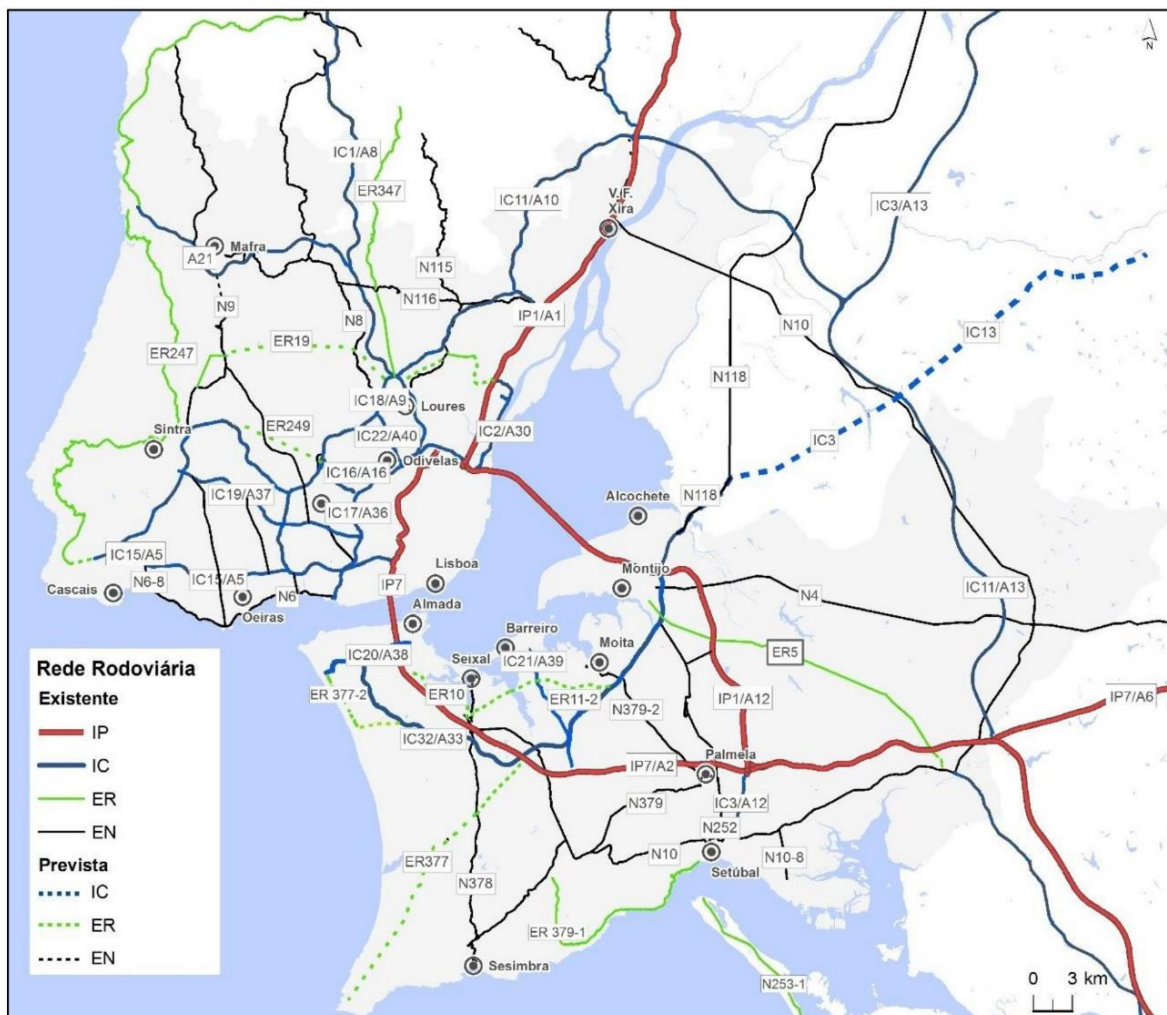 N
IC1/A8
ER347
IC11/A10
V. F.
Xira
IC3/A13
Mafra
A21
N115
N116
N9
N8
IP1/A1
N10
IC13
ER19
ER247
N118
IC18/A9
Loures
IC2/A30
Sintra
ER249
IC22/A40
Odivelas
IC3
IC16/A16
IC19/A37
IC17/A36
Alcochete
N118
IC15/A5
Lisboa
Montijo
Cascais
N6-8
IC15/A5
N6
IP7
Oeiras
Almada
N4
IC11/A13
Barreiro
Moita
ER5
Rede Rodoviária
Existente
IP
IC
ER
EN
Prevista
IC
ER
EN
IC20/A38
Seixal
IC21/A39
ER 377-2
ER10
ER11-2
N379-2
IP1/A12
IP7/A6
IC32/A33
Palmela
IP7/A2
N379
IC3/A12
N252
ER377
N378
N10
Setúbal
N10-8
ER 379-1
Sesimbra
N253-1
0 3 km